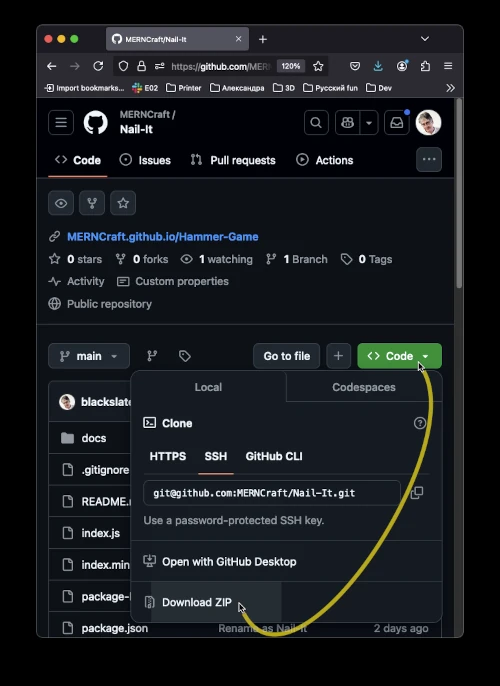 MERNCraft/Nail-It
https://github.com/MERN
120%
Import bookmarks...
E02
Printer
Александра
3D
Русский fun
Dev
MERNCraft /
Nail-It
Code
Issues
Pull requests
Actions
MERNCraft.github.io/Hammer-Game
0 stars
0 forks
1 watching
1 Branch
0 Tags
Activity
Custom properties
Public repository
main
Go to file
Code
Local
Codespaces
Clone
HTTPS
SSH
GitHub CLI
git@github.com:MERNCraft/Nail-It.git
Use a password-protected SSH key.
Open with GitHub Desktop
Download ZIP
blackslate
docs
.gitignore
README.
index.js
index.min
package-
package.json
Rename as Nail-It
2 days ago